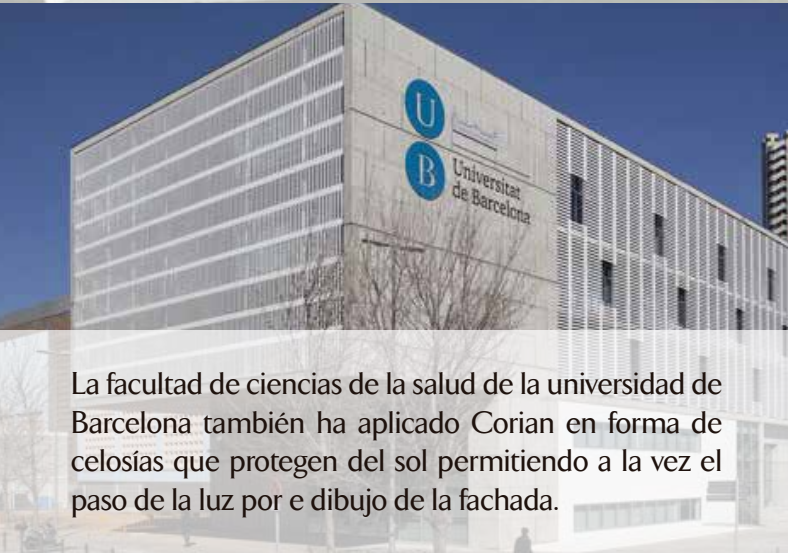 U
B
Universitat
de Barcelona
La facultad de ciencias de la salud de la universidad de
Barcelona también ha aplicado Corian en forma de
celosías que protegen del sol permitiendo a la vez el
paso de la luz por e dibujo de la fachada.